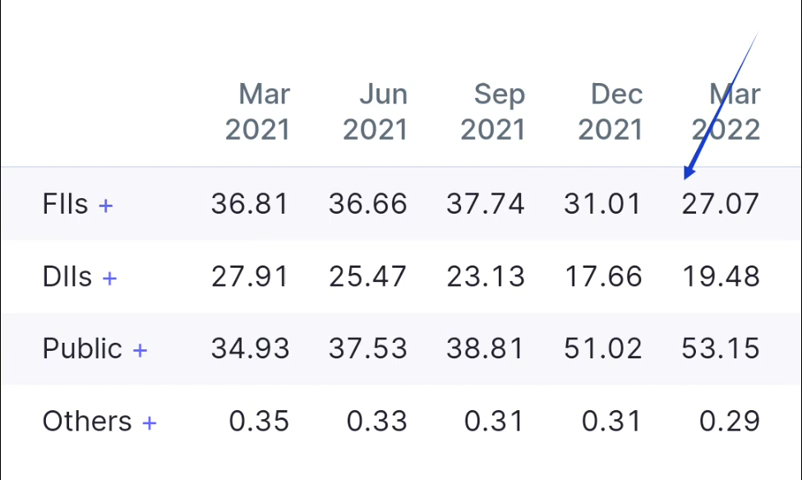 Mar Jun Sep Dec Mar
2021 2021 2021 2021 2022
FIIs + 36.81 36.66 37.74 31.01 27.07
DIIs + 27.91 25.47 23.13 17.66 19.48
Public + 34.93 37.53 38.81 51.02 53.15
Others + 0.35 0.33 0.31 0.31 0.29